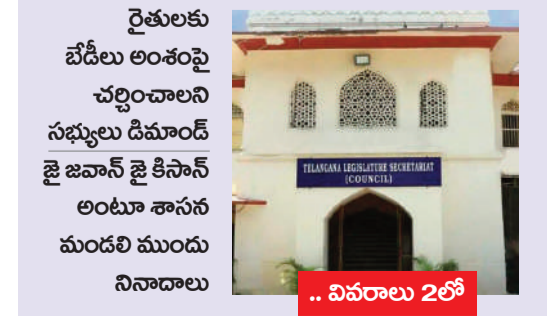 రైతులకు
బేడీలు అంశంపై
చర్చించాలని
సభ్యులు డిమాండ్
జై జవాన్ జై కిసాన్
అంటూ శాసన
మండలి ముందు
నినాదాలు
TELANGANA LEGISLATURE SECRETARIAT
(COUNCIL)
.. వివరాలు 2లో